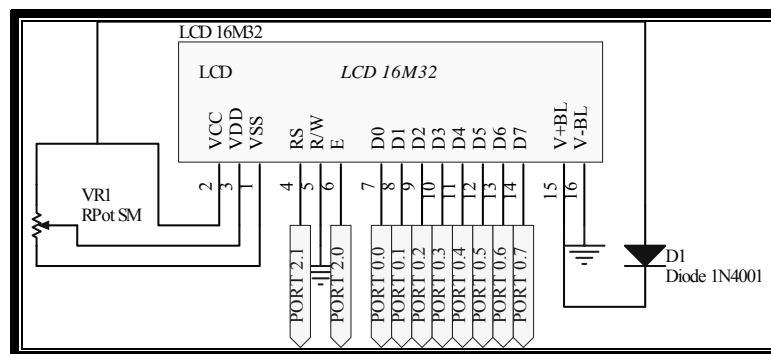 LCD 16M32
LCD
LCD 16M32
VCC
VDD
VSS
RS
R/W
E
D0
D1
D2
D3
D4
D5
D6
D7
V+BL
V-BL
2
3
1
4
5
6
7
8
9
10
11
12
13
14
15
16
VR1
RPot SM
PORT 2.1
PORT 2.0
PORT 0.0
PORT 0.1
PORT 0.2
PORT 0.3
PORT 0.4
PORT 0.5
PORT 0.6
PORT 0.7
D1
Diode 1N4001